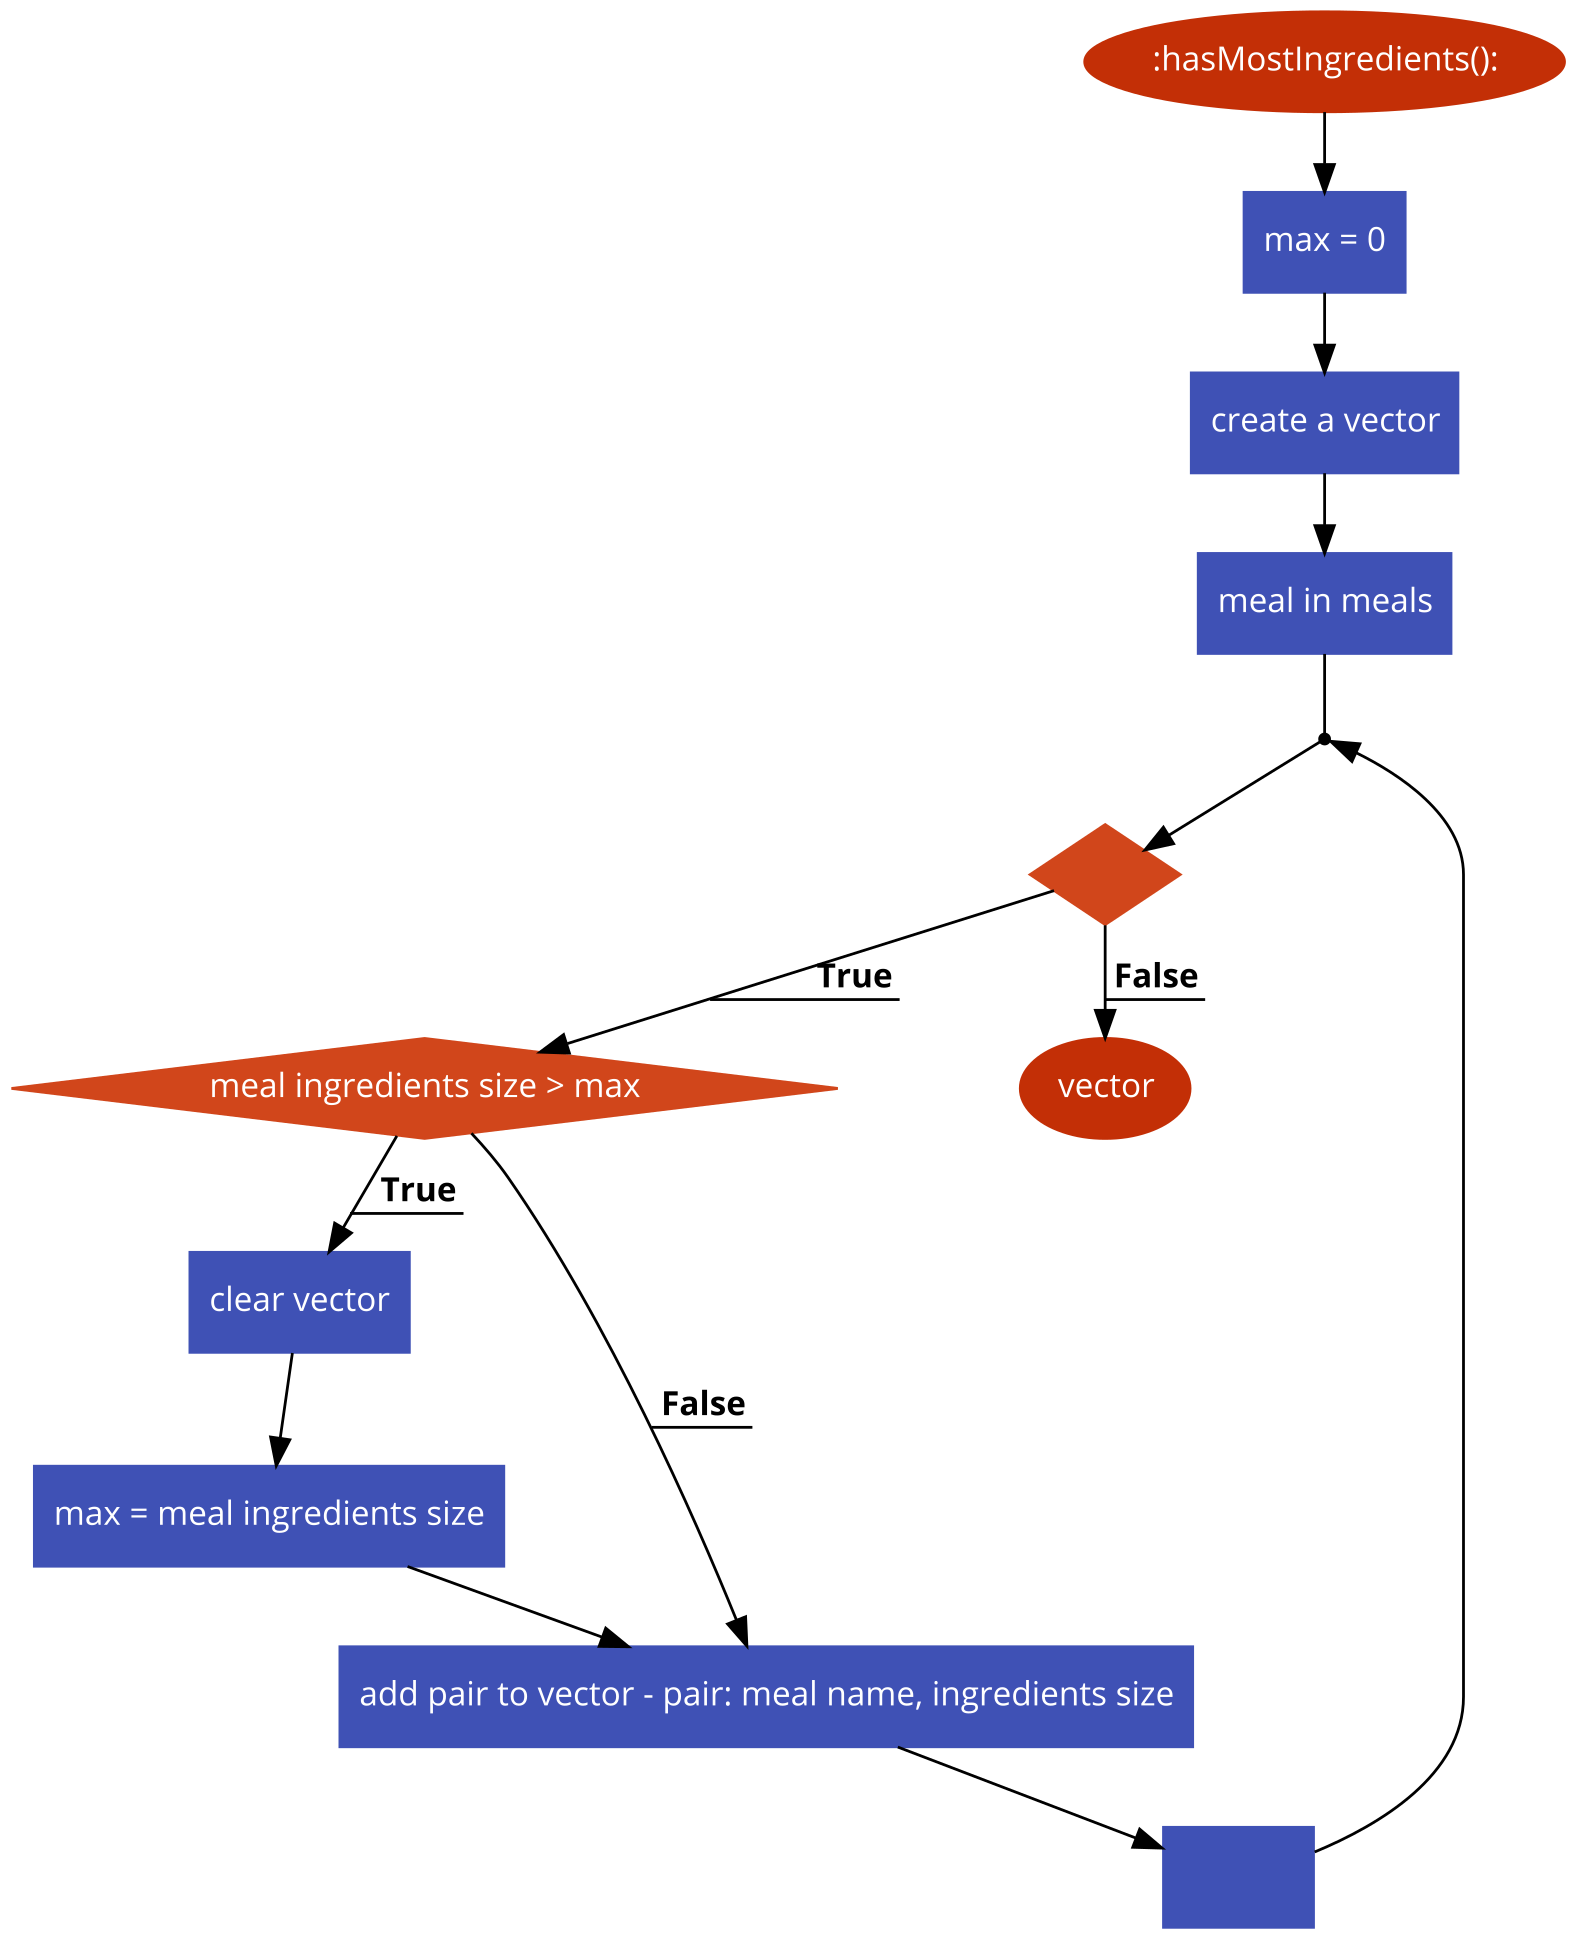 :hasMostIngredients():
max = 0
create a vector
meal in meals
True
False
meal ingredients size > max
vector
True
clear vector
False
max = meal ingredients size
add pair to vector - pair: meal name, ingredients size